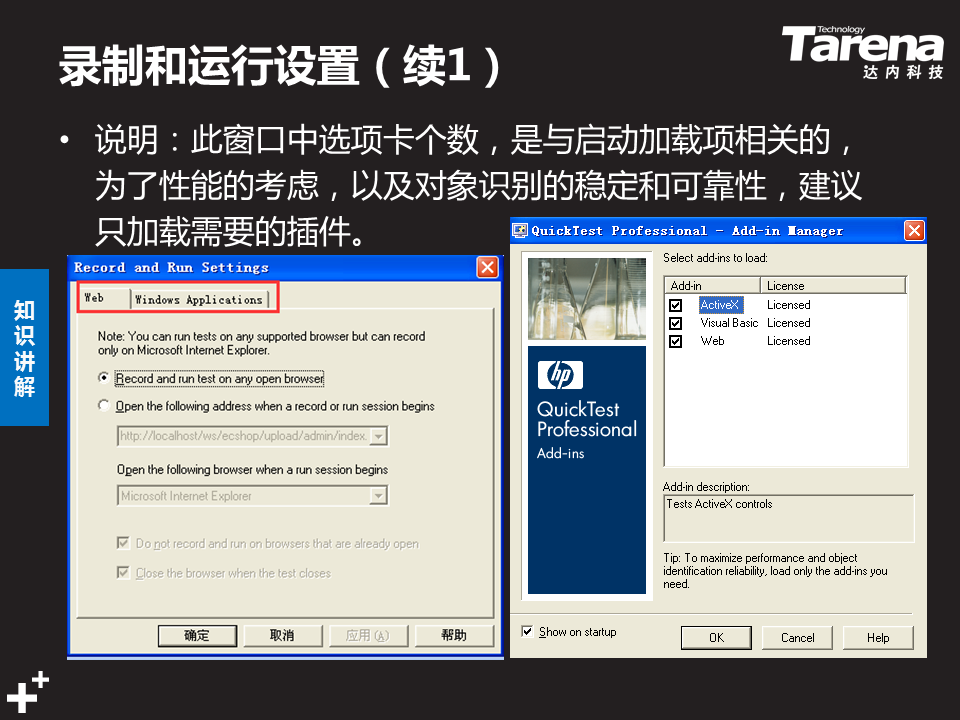 录制和运行设置（续1）
Technology
Tarena
达内科技
• 说明：此窗口中选项卡个数，是与启动加载项相关的，
为了性能的考虑，以及对象识别的稳定和可靠性，建议
只加载需要的插件。
知识讲解
Record and Run Settings
Web
Windows Applications
Note: You can run tests on any supported browser but can record
only on Microsoft Internet Explorer.
Record and run test on any open browser
Open the following address when a record or run session begins
http://localhost/ws/ecshop/upload/admin/index.
Open the following browser when a run session begins
Microsoft Internet Explorer
Do not record and run on browsers that are already open
Close the browser when the test closes
确定
取消
应用(A)
帮助
QuickTest Professional - Add-in Manager
hp
QuickTest
Professional
Add-ins
Select add-ins to load:
Add-in License
ActiveX Licensed
Visual Basic Licensed
Web Licensed
Add-in description:
Tests ActiveX controls
Tip: To maximize performance and object
identification reliability, load only the add-ins you
need.
Show on startup
OK
Cancel
Help